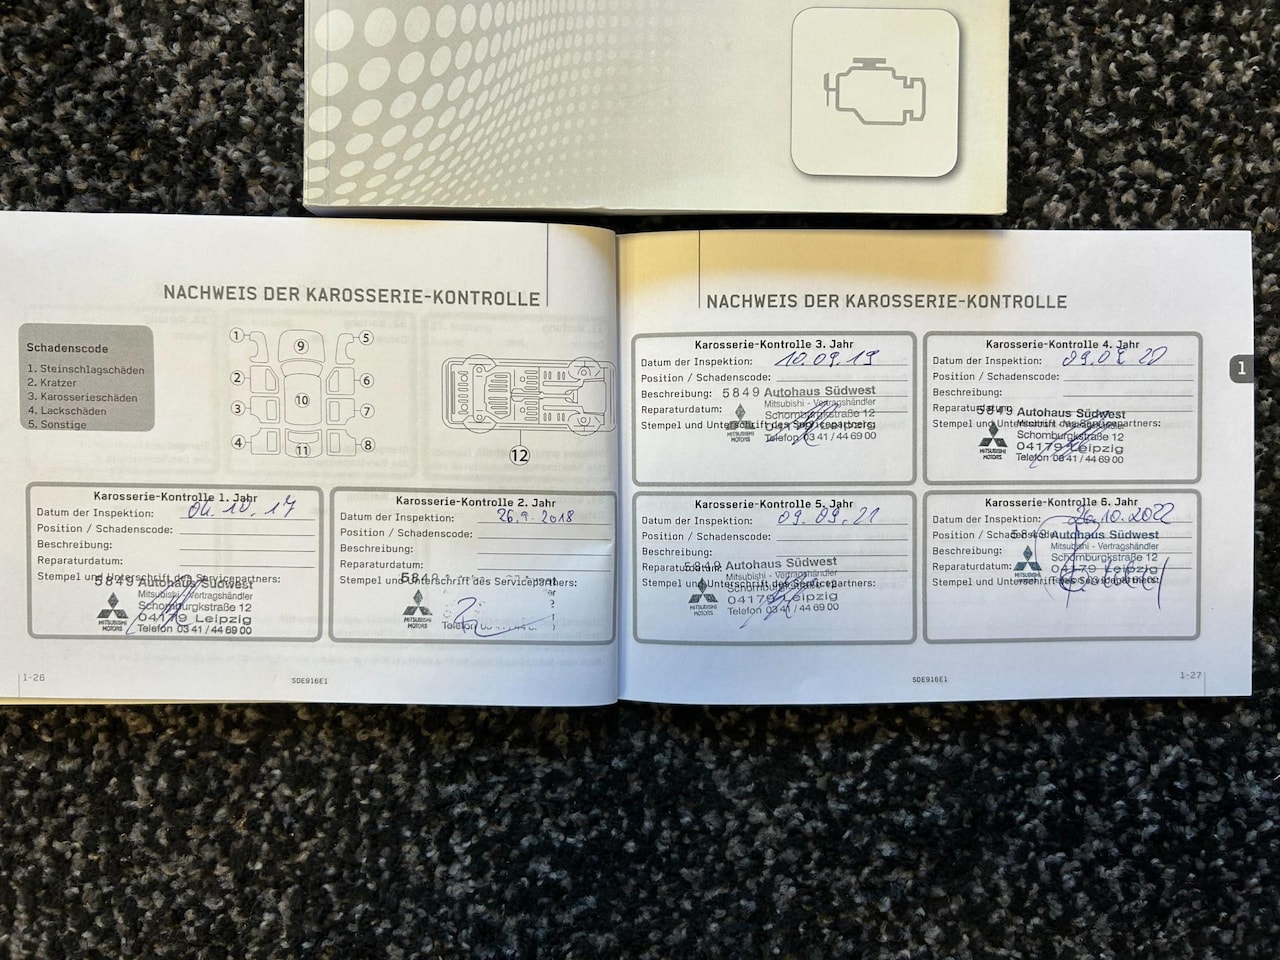 NACHWEIS DER KAROSSERIE-KONTROLLE
Schadenscode
1. Steinschlagschäden
2. Kratzer
3. Karosserieschäden
4. Lackschäden
5. Sonstige
1
2
3
4
5
6
7
8
9
10
11
12
Karosserie-Kontrolle 1. Jahr
Datum der Inspektion: 04.10.17
Position / Schadenscode:
Beschreibung:
Reparaturdatum:
Stempel und Unterschrift des Servicepartners:
5849 Autohaus Südwest
Mitsubishi - Vertragshändler
Schomburgkstraße 12
04179 Leipzig
Telefon 03 41 / 44 69 00
MITSUBISHI
MOTORS
Karosserie-Kontrolle 2. Jahr
Datum der Inspektion: 26.9.2018
Position / Schadenscode:
Beschreibung:
Reparaturdatum:
Stempel und Unterschrift des Servicepartners:
5849
Telefon
MITSUBISHI
MOTORS
1-26
SDE916E1
NACHWEIS DER KAROSSERIE-KONTROLLE
1
Karosserie-Kontrolle 3. Jahr
Datum der Inspektion: 10.09.19
Position / Schadenscode:
Beschreibung:
Reparaturdatum:
Stempel und Unterschrift des Servicepartners:
5849 Autohaus Südwest
Mitsubishi - Vertragshändler
Schomburgkstraße 12
04179 Leipzig
Telefon 03 41 / 44 69 00
MITSUBISHI
MOTORS
Karosserie-Kontrolle 4. Jahr
Datum der Inspektion: 09.09.20
Position / Schadenscode:
Beschreibung:
Reparaturdatum:
Stempel und Unterschrift des Servicepartners:
5849 Autohaus Südwest
Mitsubishi - Vertragshändler
Schomburgkstraße 12
04179 Leipzig
Telefon 03 41 / 44 69 00
MITSUBISHI
MOTORS
Karosserie-Kontrolle 5. Jahr
Datum der Inspektion: 09.09.21
Position / Schadenscode:
Beschreibung:
Reparaturdatum:
Stempel und Unterschrift des Servicepartners:
5849 Autohaus Südwest
Mitsubishi - Vertragshändler
Schomburgkstraße 12
04179 Leipzig
Telefon 03 41 / 44 69 00
MITSUBISHI
MOTORS
Karosserie-Kontrolle 6. Jahr
Datum der Inspektion: 26.10.2022
Position / Schadenscode:
Beschreibung:
Reparaturdatum:
Stempel und Unterschrift des Servicepartners:
5849 Autohaus Südwest
Mitsubishi - Vertragshändler
Schomburgkstraße 12
04179 Leipzig
MITSUBISHI
MOTORS
SDE916E1
1-27